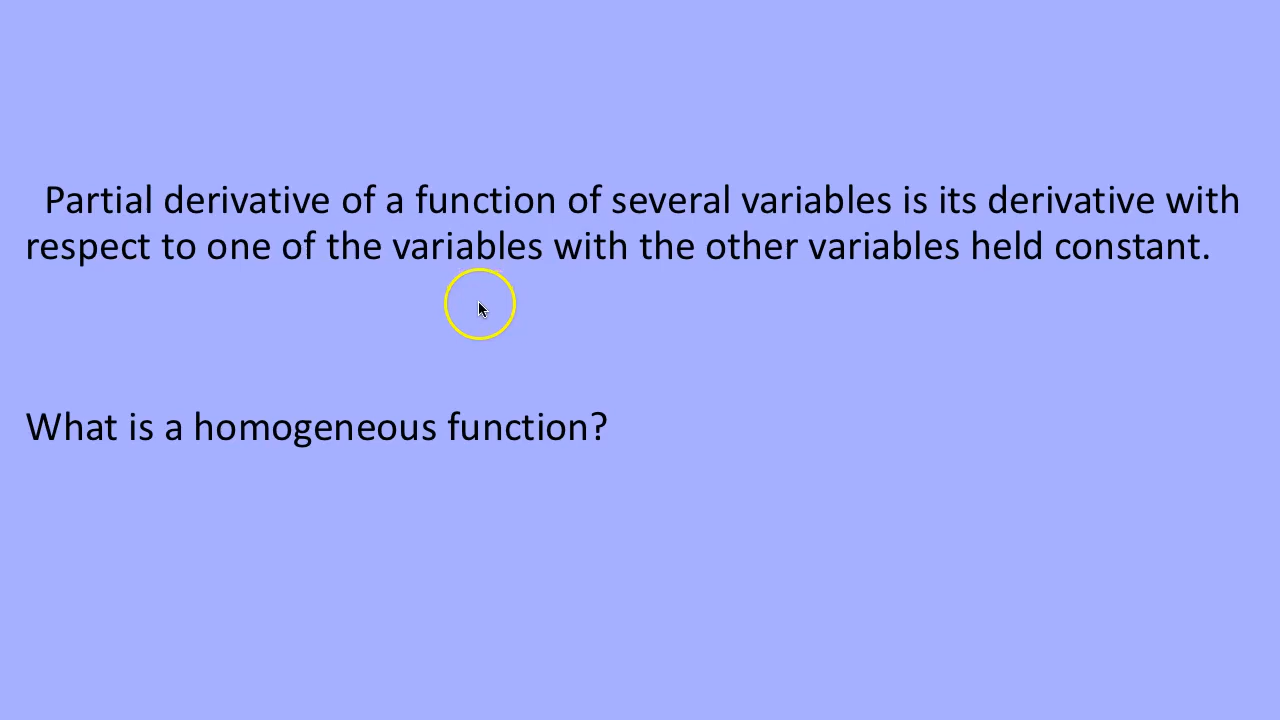 Partial derivative of a function of several variables is its derivative with
respect to one of the variables with the other variables held constant.
What is a homogeneous function?